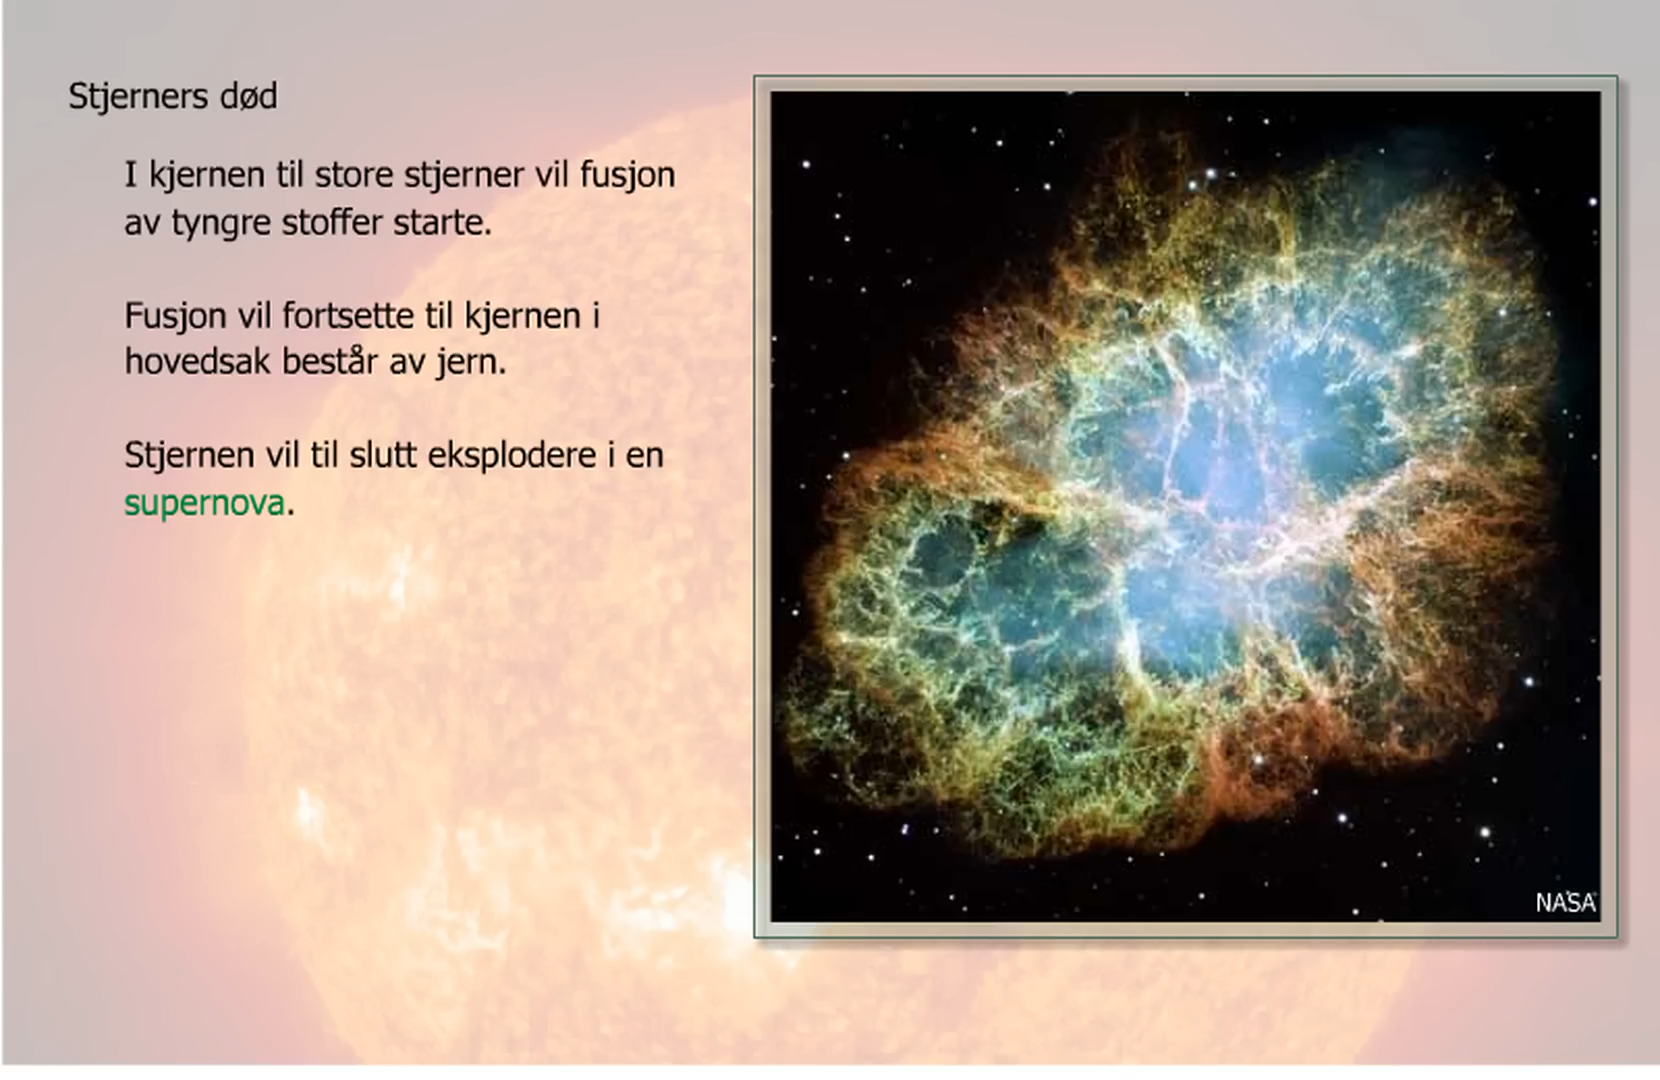 Stjerners død
I kjernen til store stjerner vil fusjon
av tyngre stoffer starte.
Fusjon vil fortsette til kjernen i
hovedsak består av jern.
Stjernen vil til slutt eksplodere i en
supernova.
NASA